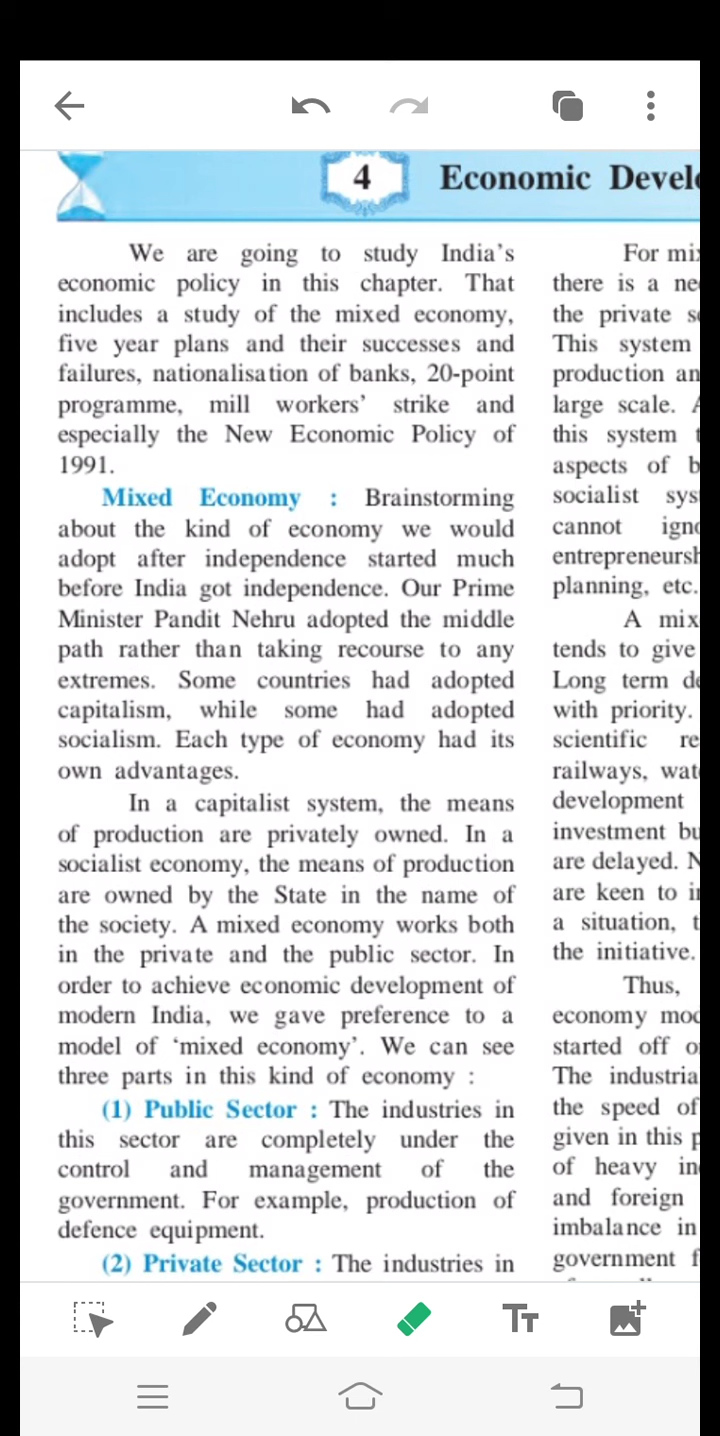 4 Economic
We are going to study India's
economic policy in this chapter. That
includes a study of the mixed economy,
five year plans and their successes and
failures, nationalisation of banks, 20-point
programme, mill workers' strike and
especially the New Economic Policy of
1991.
Mixed Economy : Brainstorming
about the kind of economy we would
adopt after independence started much
before India got independence. Our Prime
Minister Pandit Nehru adopted the middle
path rather than taking recourse to any
extremes. Some countries had adopted
capitalism, while some had adopted
socialism. Each type of economy had its
own advantages.
In a capitalist system, the means
of production are privately owned. In a
socialist economy, the means of production
are owned by the State in the name of
the society. A mixed economy works both
in the private and the public sector. In
order to achieve economic development of
modern India, we gave preference to a
model of 'mixed economy'. We can see
three parts in this kind of economy :
(1) Public Sector : The industries in
this sector are completely under the
control and management of the
government. For example, production of
defence equipment.
(2) Private Sector : The industries in
For
there is a
the private
This system
production
large scale.
this system
aspects of
socialist
cannot
planning, etc.
A
tends to give
Long term
with priority.
scientific
railways,
development
investment
are delayed.
are keen to
a situation,
the initiative.
Thus,
economy
started off
The
the speed of
given in this
of heavy
and foreign
imbalance in
government
Tт